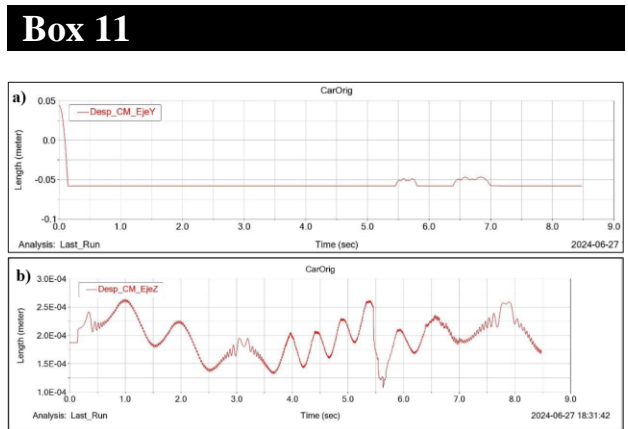 Box 11
a)
CarOrig
Desp_CM_EjeY
Length (meter)
0.05
0.0
-0.05
-0.1
0.0 1.0 2.0 3.0 4.0 5.0 6.0 7.0 8.0 9.0
Analysis: Last_Run Time (sec) 2024-06-27
b)
CarOrig
Desp_CM_EjeZ
Length (meter)
3.0E-04
2.5E-04
2.0E-04
1.5E-04
1.0E-04
0.0 1.0 2.0 3.0 4.0 5.0 6.0 7.0 8.0 9.0
Analysis: Last_Run Time (sec) 2024-06-27 18:31:42